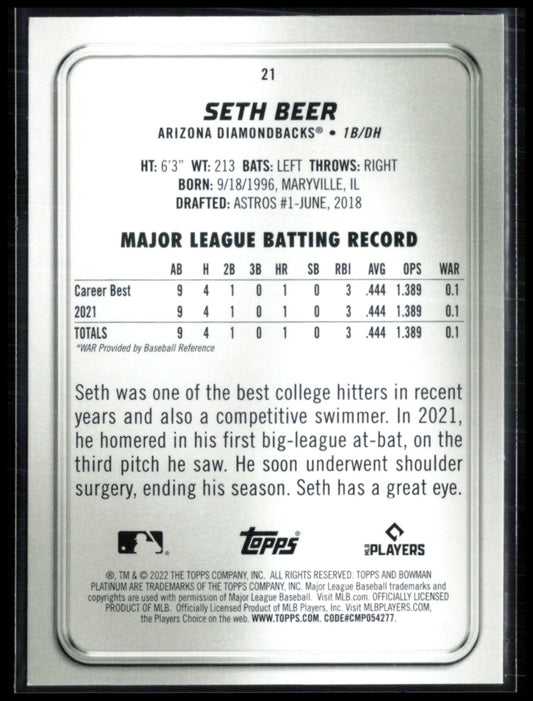 21
SETH BEER
ARIZONA DIAMONDBACKS® • 1B/DH
HT: 6'3" WT: 213 BATS: LEFT THROWS: RIGHT
BORN: 9/18/1996, MARYVILLE, IL
DRAFTED: ASTROS #1-JUNE, 2018
MAJOR LEAGUE BATTING RECORD
AB H 2B 3B HR SB RBI AVG OPS WAR
Career Best 9 4 1 0 1 0 3 .444 1.389 0.1
2021 9 4 1 0 1 0 3 .444 1.389 0.1
TOTALS 9 4 1 0 1 0 3 .444 1.389 0.1
*WAR Provided by Baseball Reference
Seth was one of the best college hitters in recent
years and also a competitive swimmer. In 2021,
he homered in his first big-league at-bat, on the
third pitch he saw. He soon underwent shoulder
surgery, ending his season. Seth has a great eye.
TOPPS® MLB PLAYERS
®, TM & © 2022 THE TOPPS COMPANY, INC. ALL RIGHTS RESERVED. TOPPS AND BOWMAN
PLATINUM ARE TRADEMARKS OF THE TOPPS COMPANY, INC. Major League Baseball trademarks and
copyrights are used with permission of Major League Baseball. Visit MLB.com. OFFICIALLY LICENSED
PRODUCT OF MLB. Officially Licensed Product of MLB Players, Inc. Visit MLBPLAYERS.COM,
the Players Choice on the web. WWW.TOPPS.COM. CODE#CMP054277.